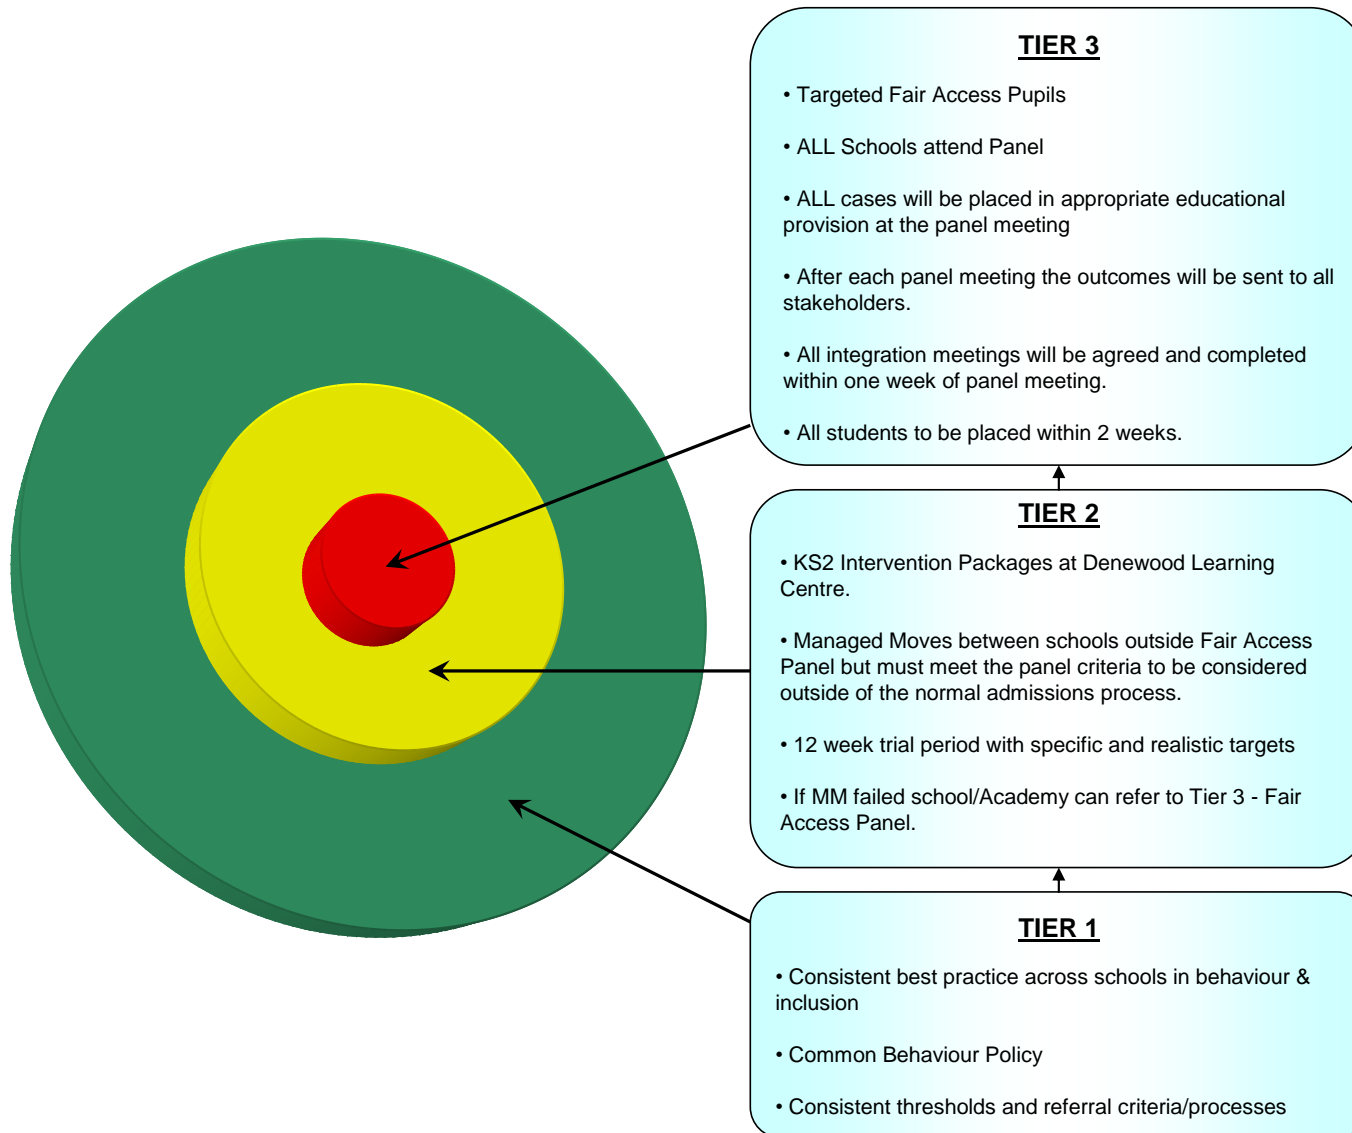 TIER 3
• Targeted Fair Access Pupils
• ALL Schools attend Panel
• ALL cases will be placed in appropriate educational
provision at the panel meeting
• After each panel meeting the outcomes will be sent to all
stakeholders.
• All integration meetings will be agreed and completed
within one week of panel meeting.
• All students to be placed within 2 weeks.
TIER 2
• KS2 Intervention Packages at Denewood Learning
Centre.
• Managed Moves between schools outside Fair Access
Panel but must meet the panel criteria to be considered
outside of the normal admissions process.
• 12 week trial period with specific and realistic targets
• If MM failed school/Academy can refer to Tier 3 - Fair
Access Panel.
TIER 1
• Consistent best practice across schools in behaviour &
inclusion
• Common Behaviour Policy
• Consistent thresholds and referral criteria/processes